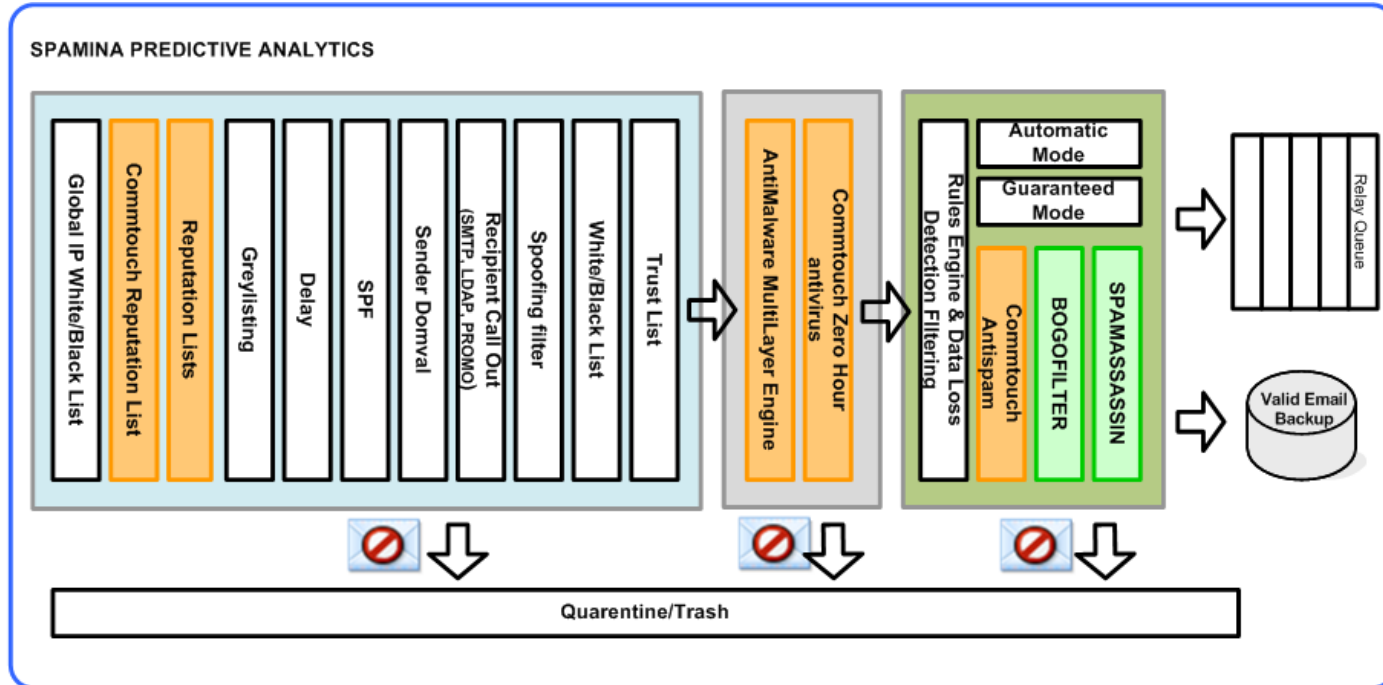 SPAMINA PREDICTIVE ANALYTICS
Global IP White/Black List
Commtouch Reputation List
Reputation Lists
Greylisting
Delay
SPF
Sender Domval
Recipient Call Out
(SMTP, LDAP, PROMO)
Spoofing filter
White/Black List
Trust List
AntiMalware MultiLayer Engine
Commtouch Zero Hour
antivirus
Rules Engine & Data Loss
Detection FIltering
Automatic
Mode
Guaranteed
Mode
Commtouch
Antispam
BOGOFILTER
SPAMASSASSIN
Relay Queue
Valid Email
Backup
Quarentine/Trash